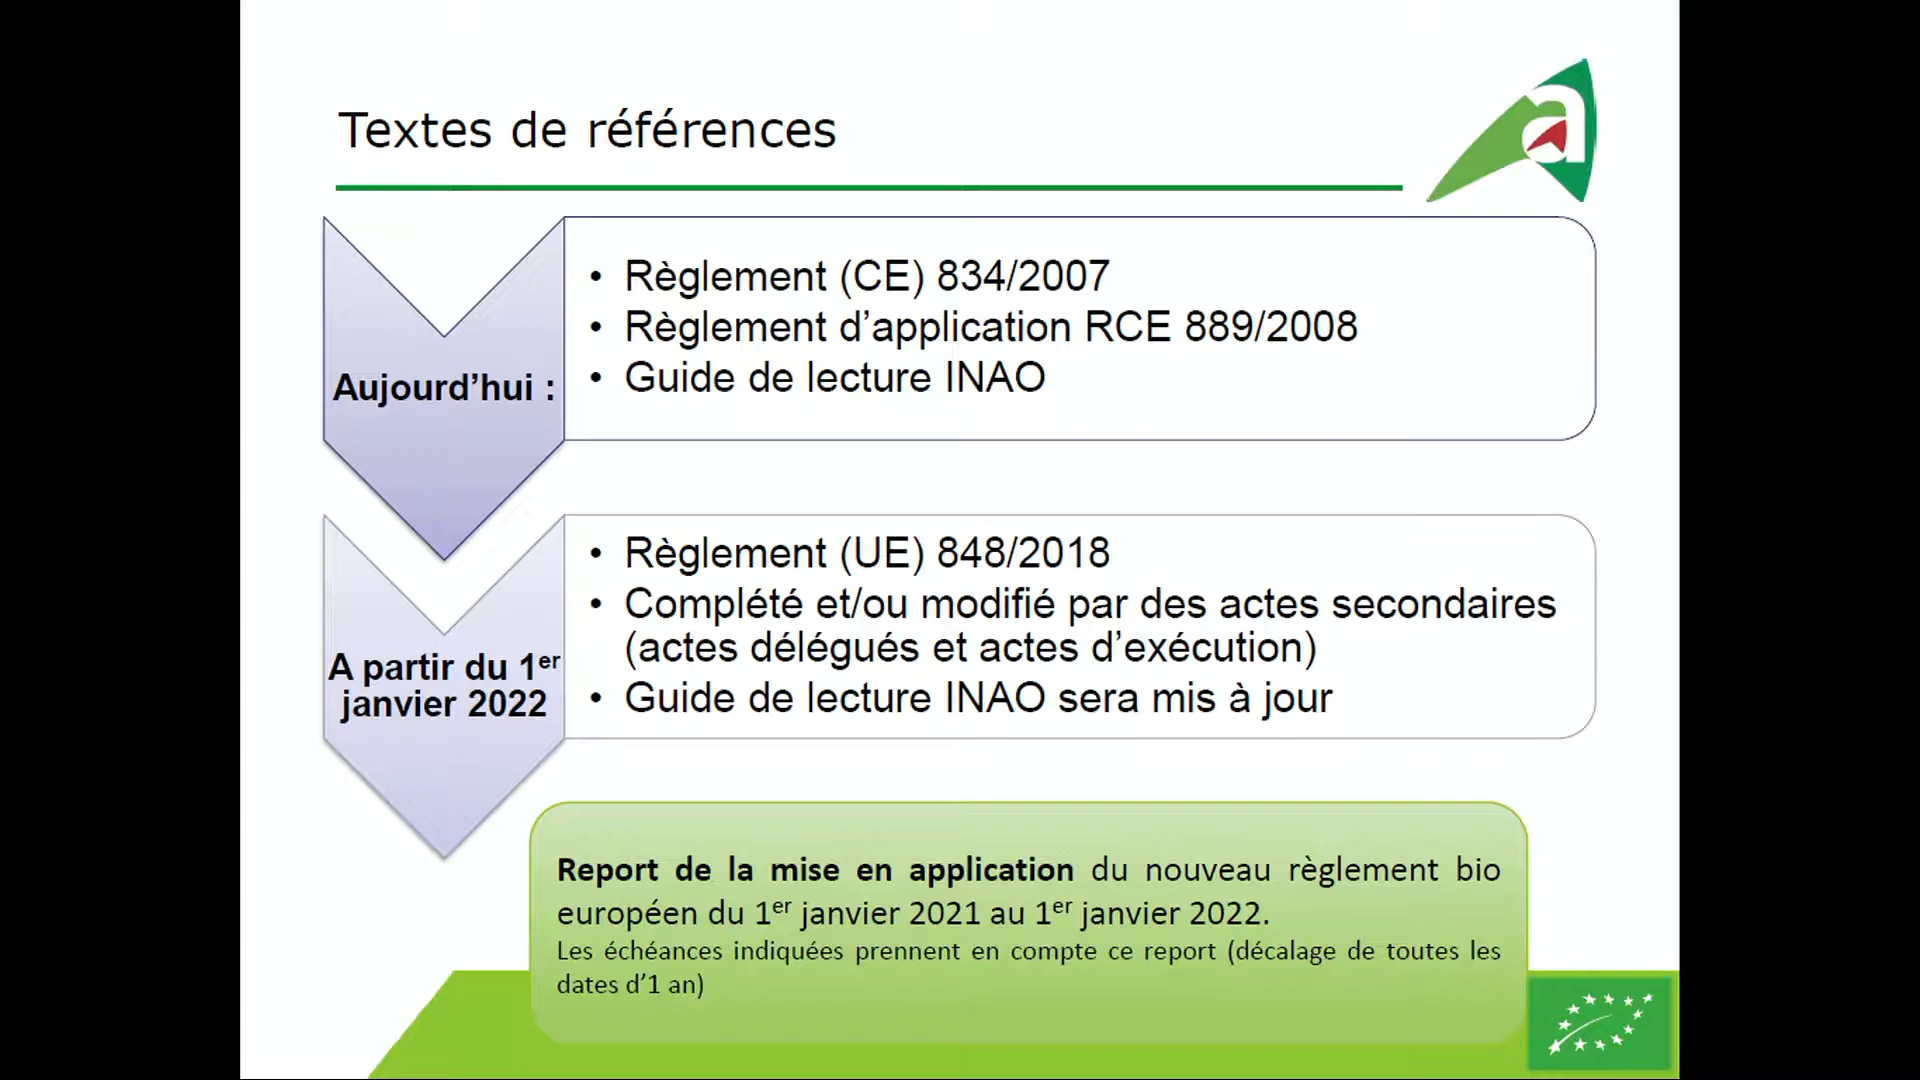 Textes de références
a
Aujourd’hui :
• Règlement (CE) 834/2007
• Règlement d’application RCE 889/2008
• Guide de lecture INAO
A partir du 1er
janvier 2022
• Règlement (UE) 848/2018
• Complété et/ou modifié par des actes secondaires
(actes délégués et actes d’exécution)
• Guide de lecture INAO sera mis à jour
Report de la mise en application du nouveau règlement bio
européen du 1er janvier 2021 au 1er janvier 2022.
Les échéances indiquées prennent en compte ce report (décalage de toutes les
dates d’1 an)